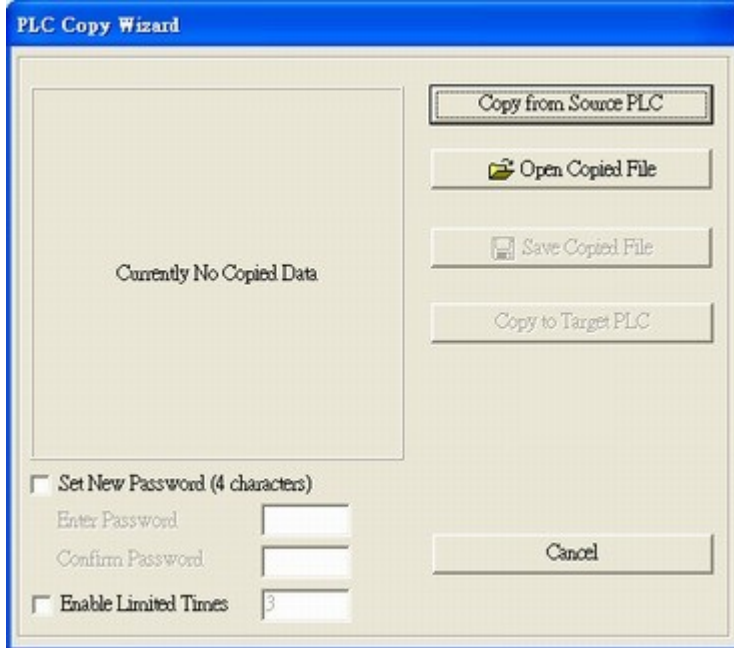 PLC Copy Wizard
Currently No Copied Data
Copy from Source PLC
Open Copied File
Save Copied File
Copy to Target PLC
Set New Password (4 characters)
Enter Password
Confirm Password
Enable Limited Times 3
Cancel